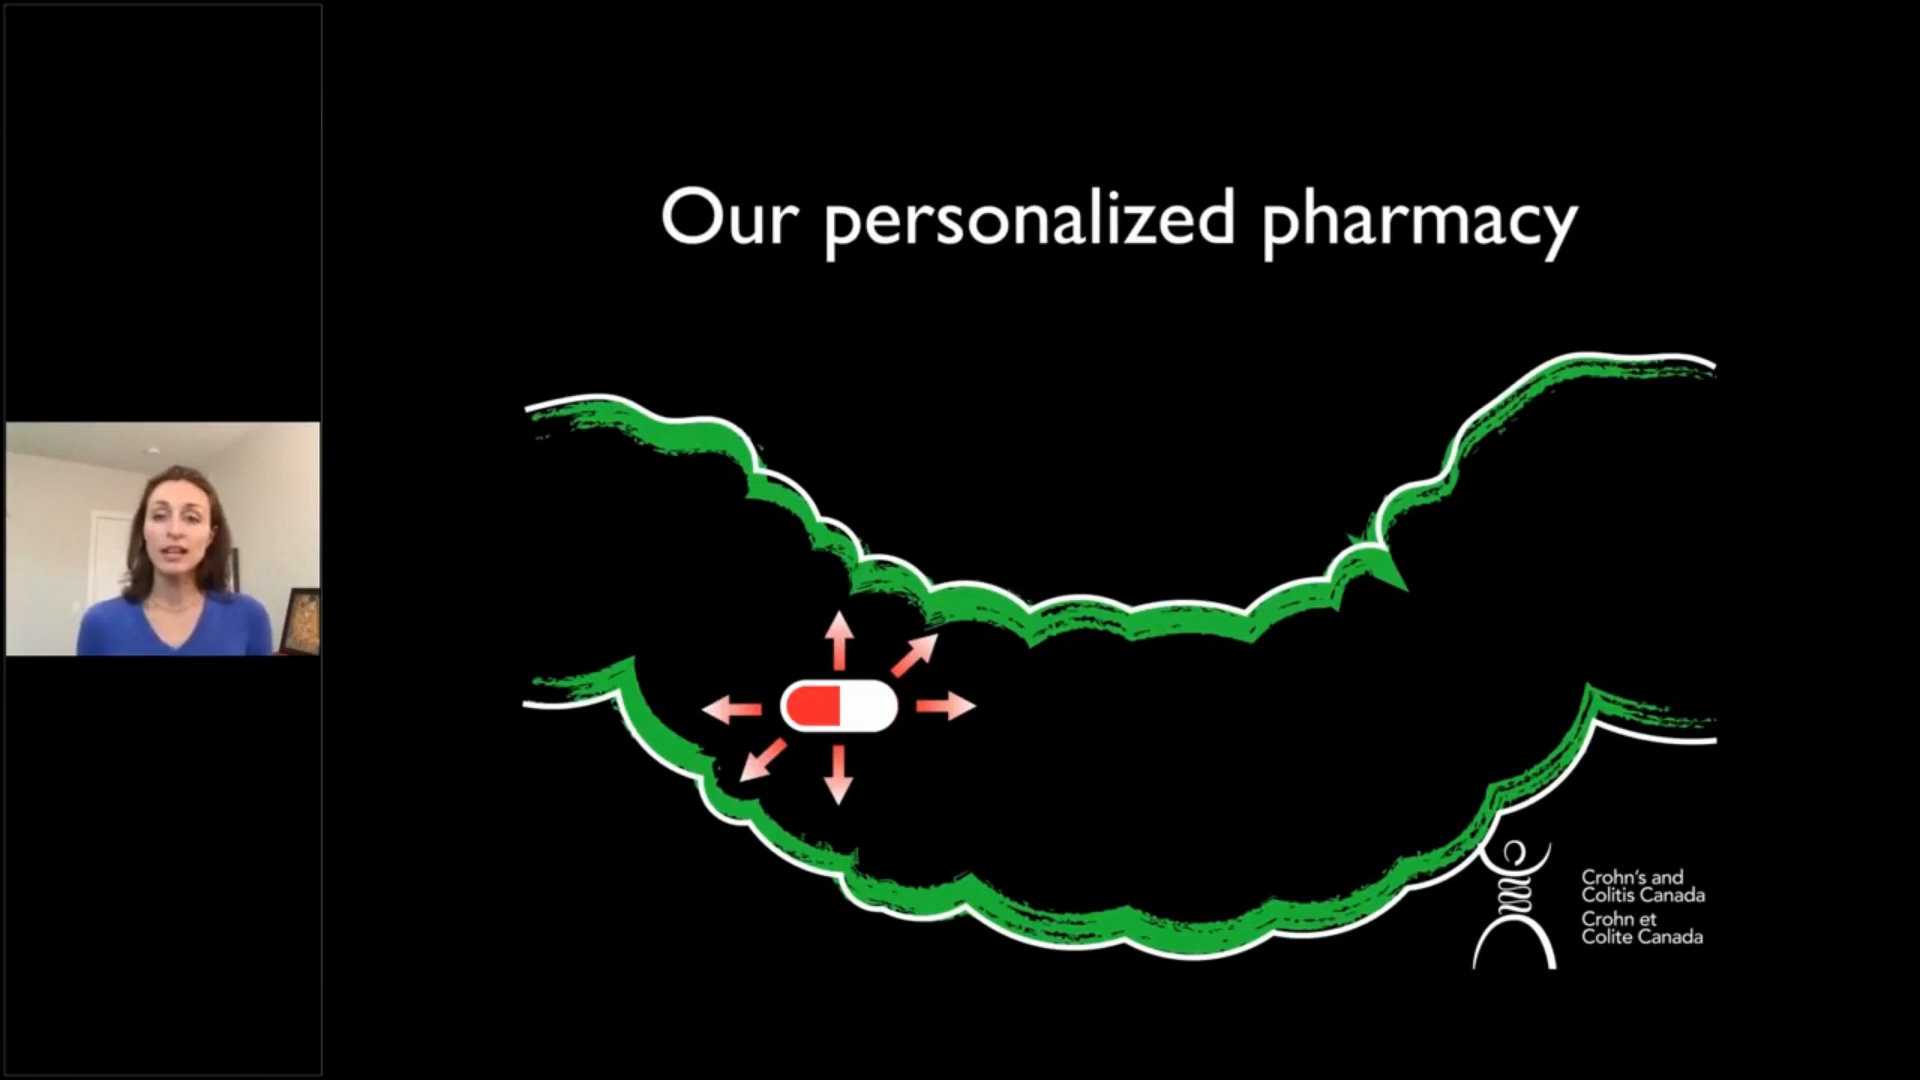 Our personalized pharmacy
Crohn's and
Colitis Canada
Crohn et
Colite Canada